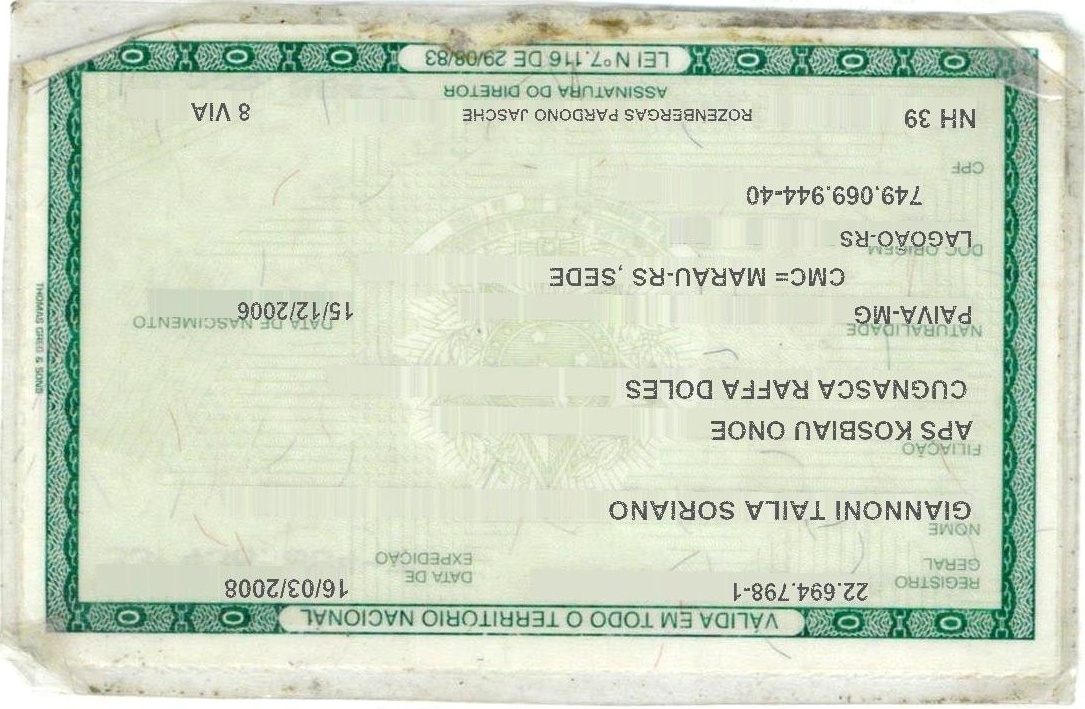 VÁLIDA EM TODO O TERRITÓRIO NACIONAL
REGISTRO GERAL 22.694.798-1 DATA DE EXPEDIÇÃO 16/03/2008
NOME
GIANNONI TAILA SORIANO
FILIAÇÃO
APS KOSBIAU ONOE
CUGNASCA RAFFA DOLES
NATURALIDADE DATA DE NASCIMENTO
PAIVA-MG 15/12/2006
CMC= MARAU-RS ,SEDE
DOC ORIGEM
LAGOAO-RS
749.069.944-40
CPF
NH 39 ROZENBERGAS PARDONO JASCHE 8 VIA
ASSINATURA DO DIRETOR
LEI Nº 7.116 DE 29/08/83
THOMAS GREG & SONS